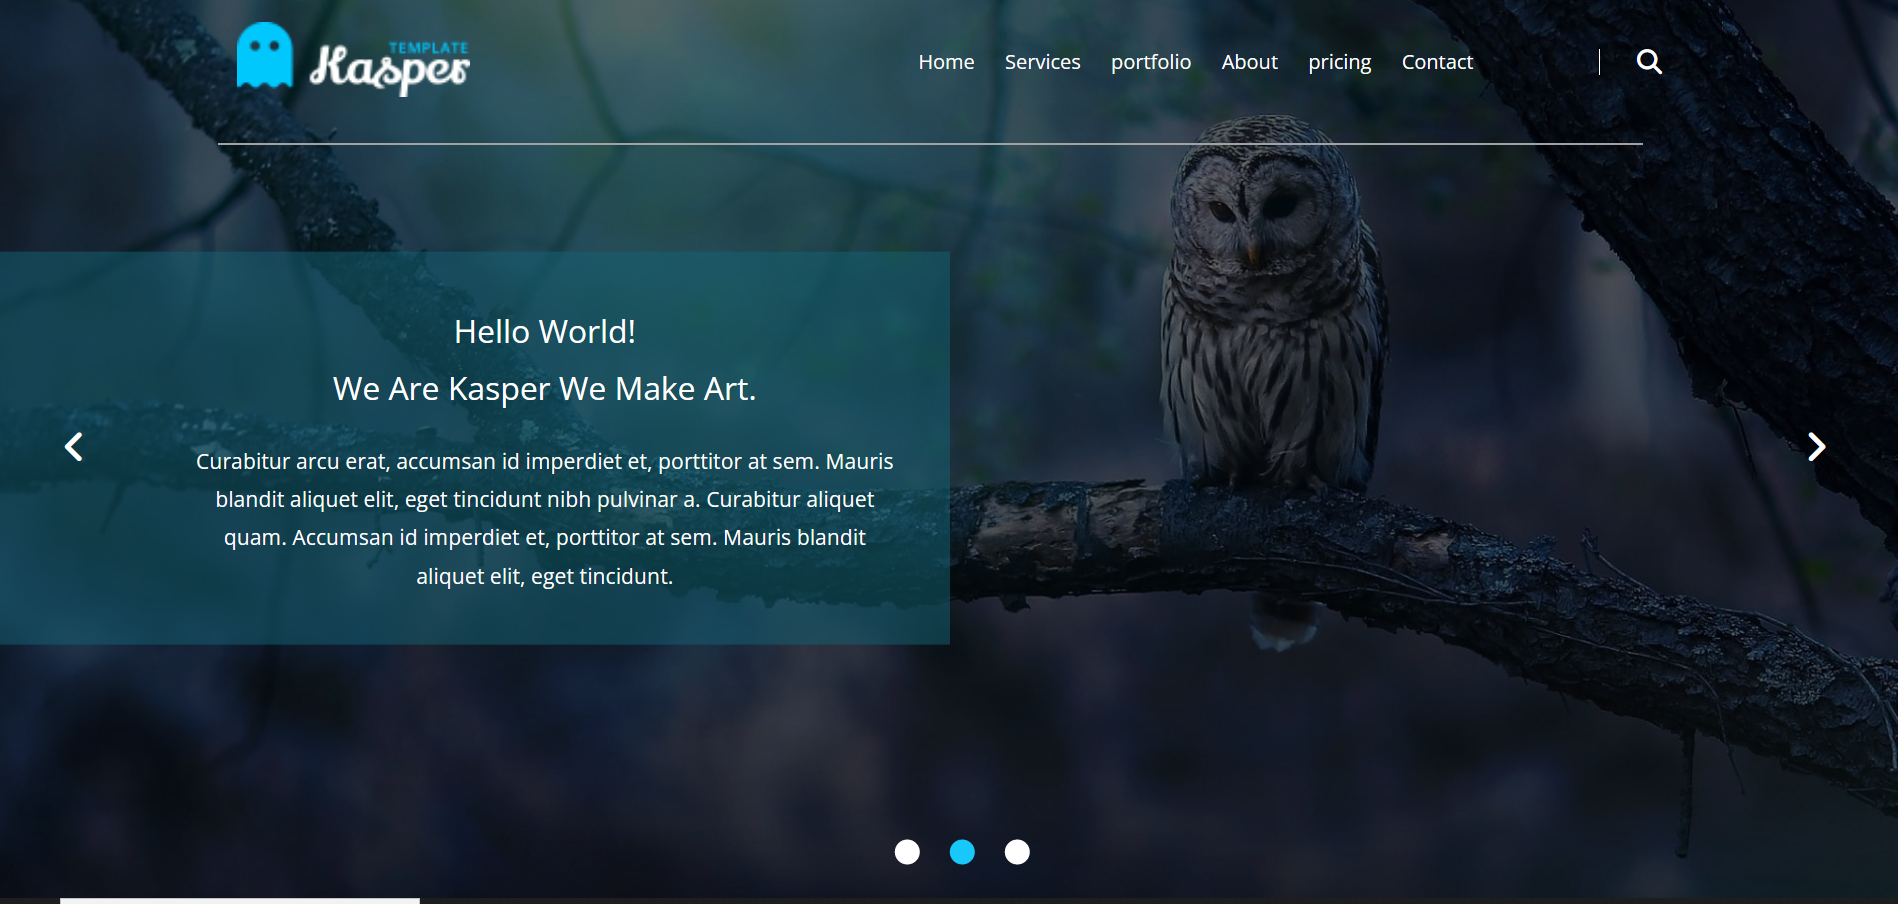 TEMPLATE
Kasper
Home Services portfolio About pricing Contact
Hello World!
We Are Kasper We Make Art.
Curabitur arcu erat, accumsan id imperdiet et, porttitor at sem. Mauris
blandit aliquet elit, eget tincidunt nibh pulvinar a. Curabitur aliquet
quam. Accumsan id imperdiet et, porttitor at sem. Mauris blandit
aliquet elit, eget tincidunt.